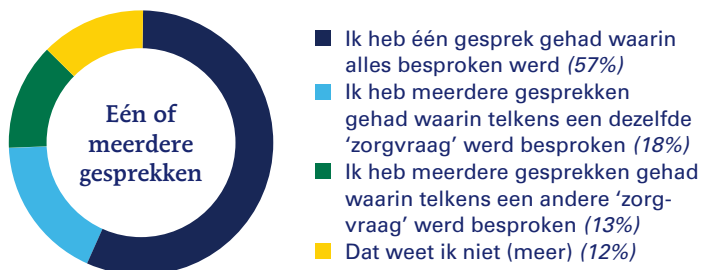 Eén of
meerdere
gesprekken
Ik heb één gesprek gehad waarin
alles besproken werd (57%)
Ik heb meerdere gesprekken
gehad waarin telkens een dezelfde
‘zorgvraag’ werd besproken (18%)
Ik heb meerdere gesprekken gehad
waarin telkens een andere ‘zorg-
vraag’ werd besproken (13%)
Dat weet ik niet (meer) (12%)